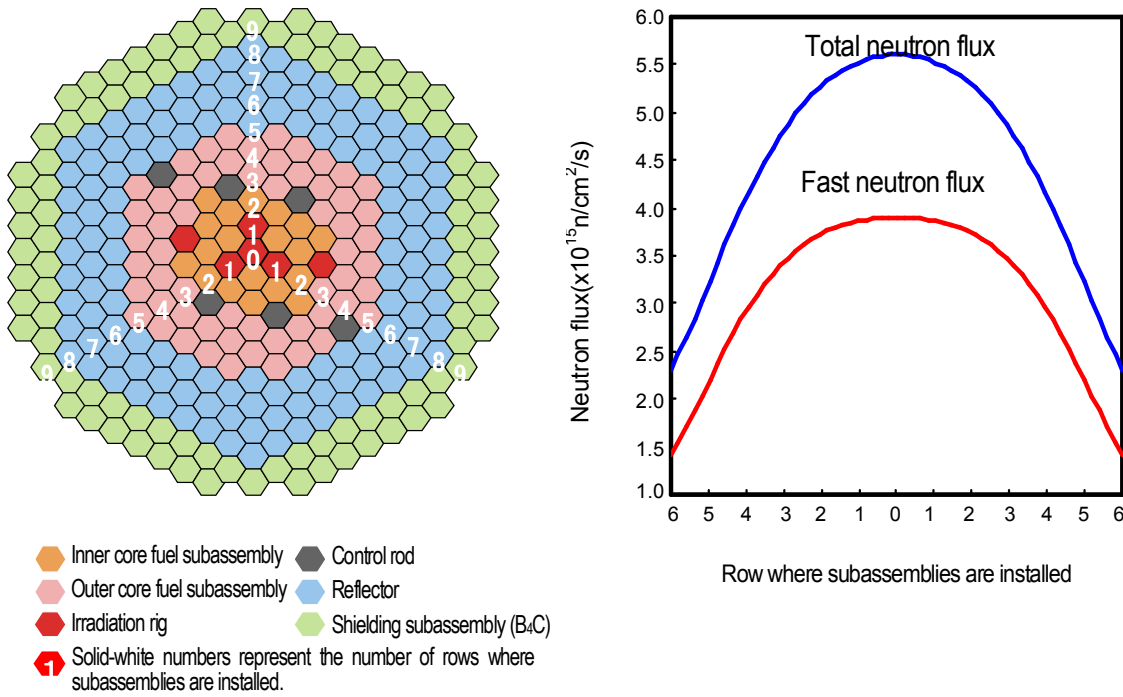 9
8
7
6
5
4
3
2
1
0
1 1
2 2
3 3
4 4
5 5
6 6
7 7
8 8
9 9
Inner core fuel subassembly
Control rod
Outer core fuel subassembly
Reflector
Irradiation rig
Shielding subassembly (B₄C)
1 Solid-white numbers represent the number of rows where
subassemblies are installed.
Neutron flux(x10¹⁵n/cm²/s)
6.0
5.5
5.0
4.5
4.0
3.5
3.0
2.5
2.0
1.5
1.0
Total neutron flux
Fast neutron flux
6 5 4 3 2 1 0 1 2 3 4 5 6
Row where subassemblies are installed